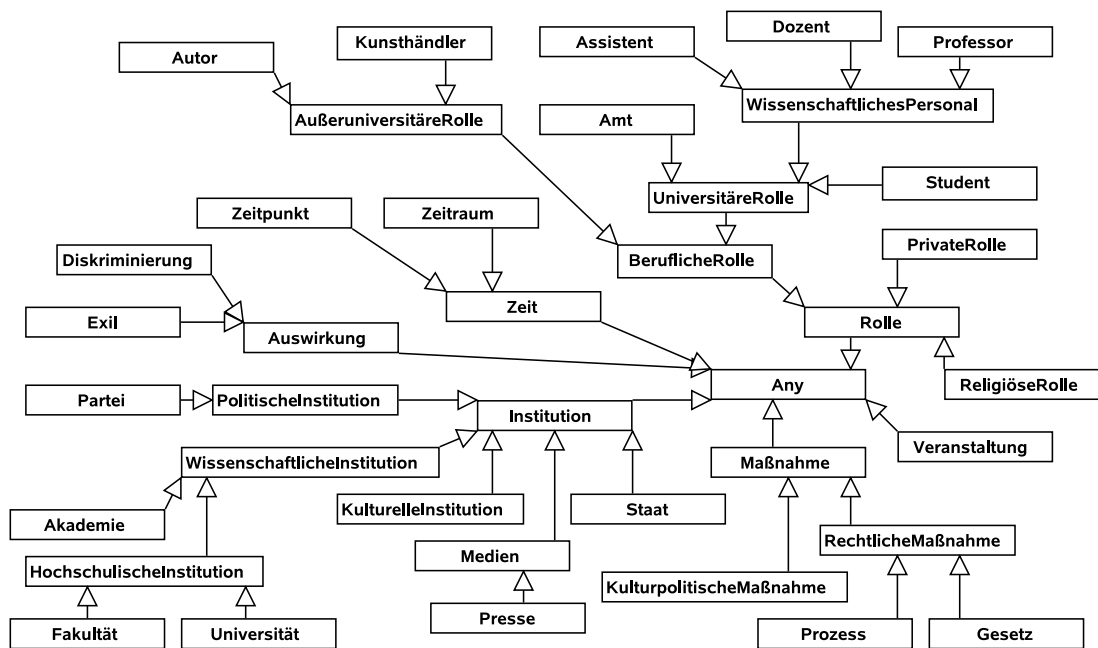 Dozent
Kunsthändler
Assistent
Professor
Autor
WissenschaftlichesPersonal
AußeruniversitäreRolle
Amt
Student
UniversitäreRolle
Zeitpunkt
Zeitraum
PrivateRolle
Diskriminierung
BeruflicheRolle
Zeit
Exil
Rolle
Auswirkung
Any
ReligiöseRolle
Partei
PolitischeInstitution
Institution
Veranstaltung
WissenschaftlicheInstitution
Maßnahme
KulturelleInstitution
Staat
Akademie
RechtlicheMaßnahme
Medien
HochschulischeInstitution
KulturpolitischeMaßnahme
Presse
Fakultät
Universität
Prozess
Gesetz